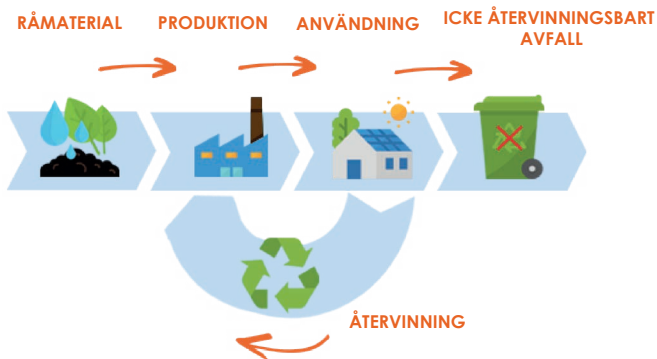 RÅMATERIAL
PRODUKTION
ANVÄNDNING
ICKE ÅTERVINNINGSBART
AVFALL
ÅTERVINNING